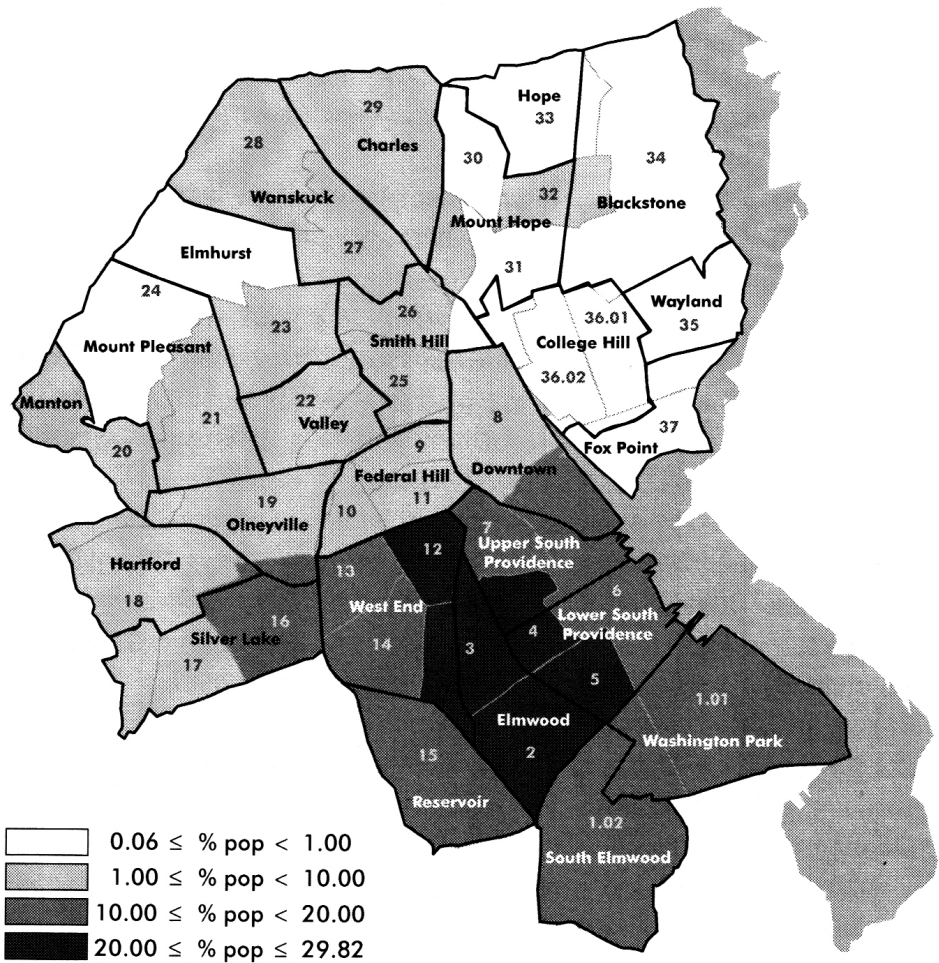 Hope
33
29
Charles
28
30
34
32
Wanskuck
Blackstone
Mount Hope
27
Elmhurst
31
24
Wayland
35
26
36.01
23
Smith Hill
College Hill
Mount Pleasant
36.02
25
Manton
22
Valley
21
8
37
20
9
Fox Point
Federal Hill
Downtown
11
19
10
Olneyville
7
Upper South
Providence
12
Hartford
13
6
18
West End
Lower South
Providence
16
4
Silver Lake
14
3
17
5
1.01
Elmwood
Washington Park
2
15
Reservoir
1.02
South Elmwood
0.06 ≤ % pop < 1.00
1.00 ≤ % pop < 10.00
10.00 ≤ % pop < 20.00
20.00 ≤ % pop ≤ 29.82